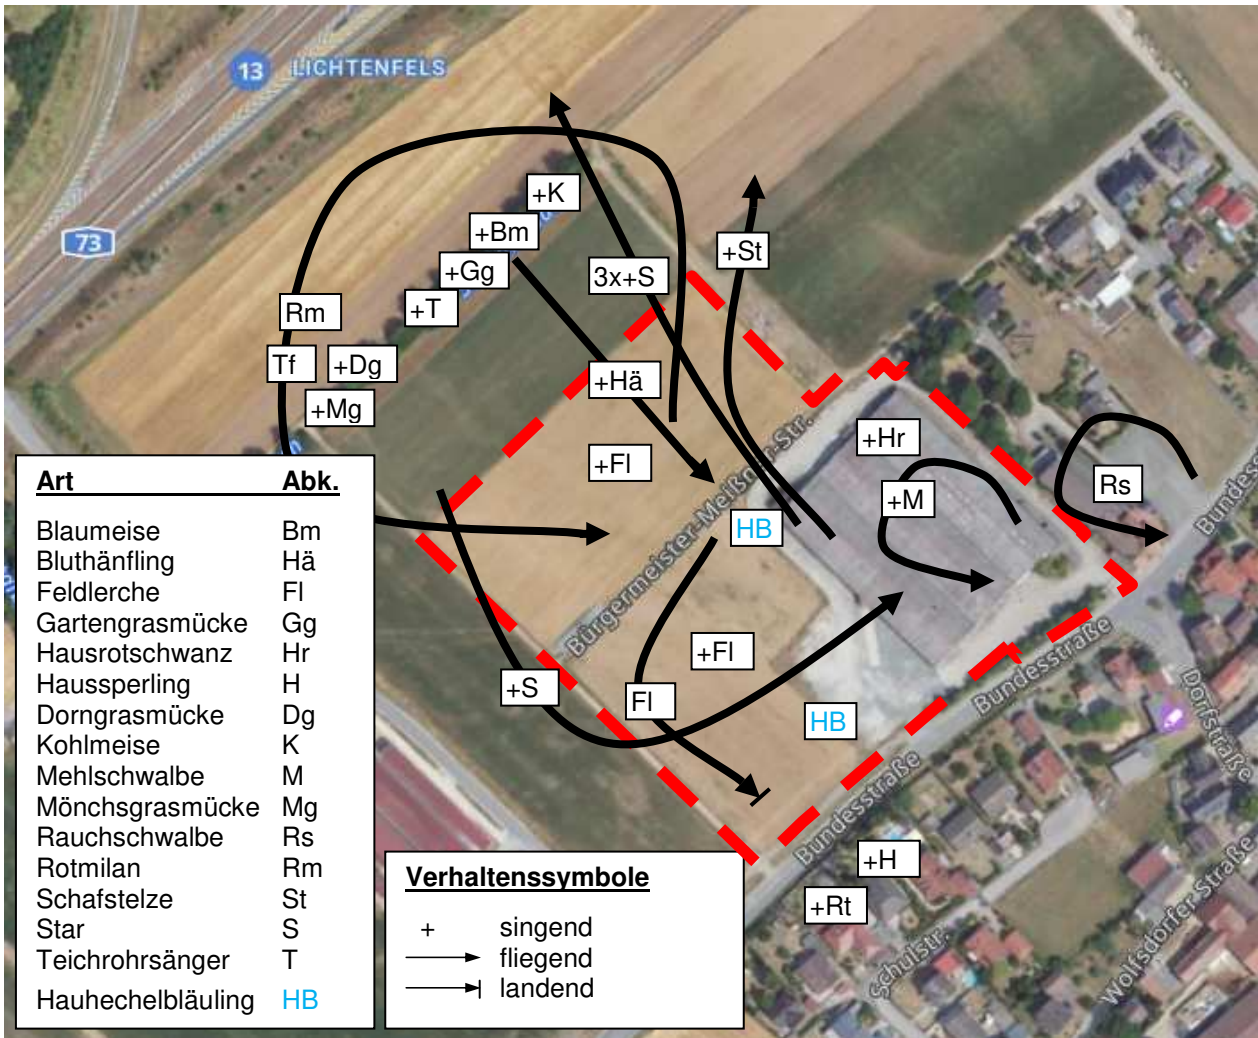 13 LICHTENFELS
73
+K
+Bm
+Gg
+T
+St
3x+S
Rm
Tf
+Dg
+Mg
+Hä
+Fl
+Hr
+M
Rs
HB
Bürgermeister-Meißner-Str.
+Fl
+S
Fl
HB
+H
+Rt
Bundesstraße
Bundesstraße
Bundess
Dorfstraße
Schulstr.
Wolfsdorfer Straße
Art Abk.
Blaumeise Bm
Bluthänfling Hä
Feldlerche Fl
Gartengrasmücke Gg
Hausrotschwanz Hr
Haussperling H
Dorngrasmücke Dg
Kohlmeise K
Mehlschwalbe M
Mönchsgrasmücke Mg
Rauchschwalbe Rs
Rotmilan Rm
Schafstelze St
Star S
Teichrohrsänger T
Hauhechelbläuling HB
Verhaltenssymbole
+ singend
fliegend
landend